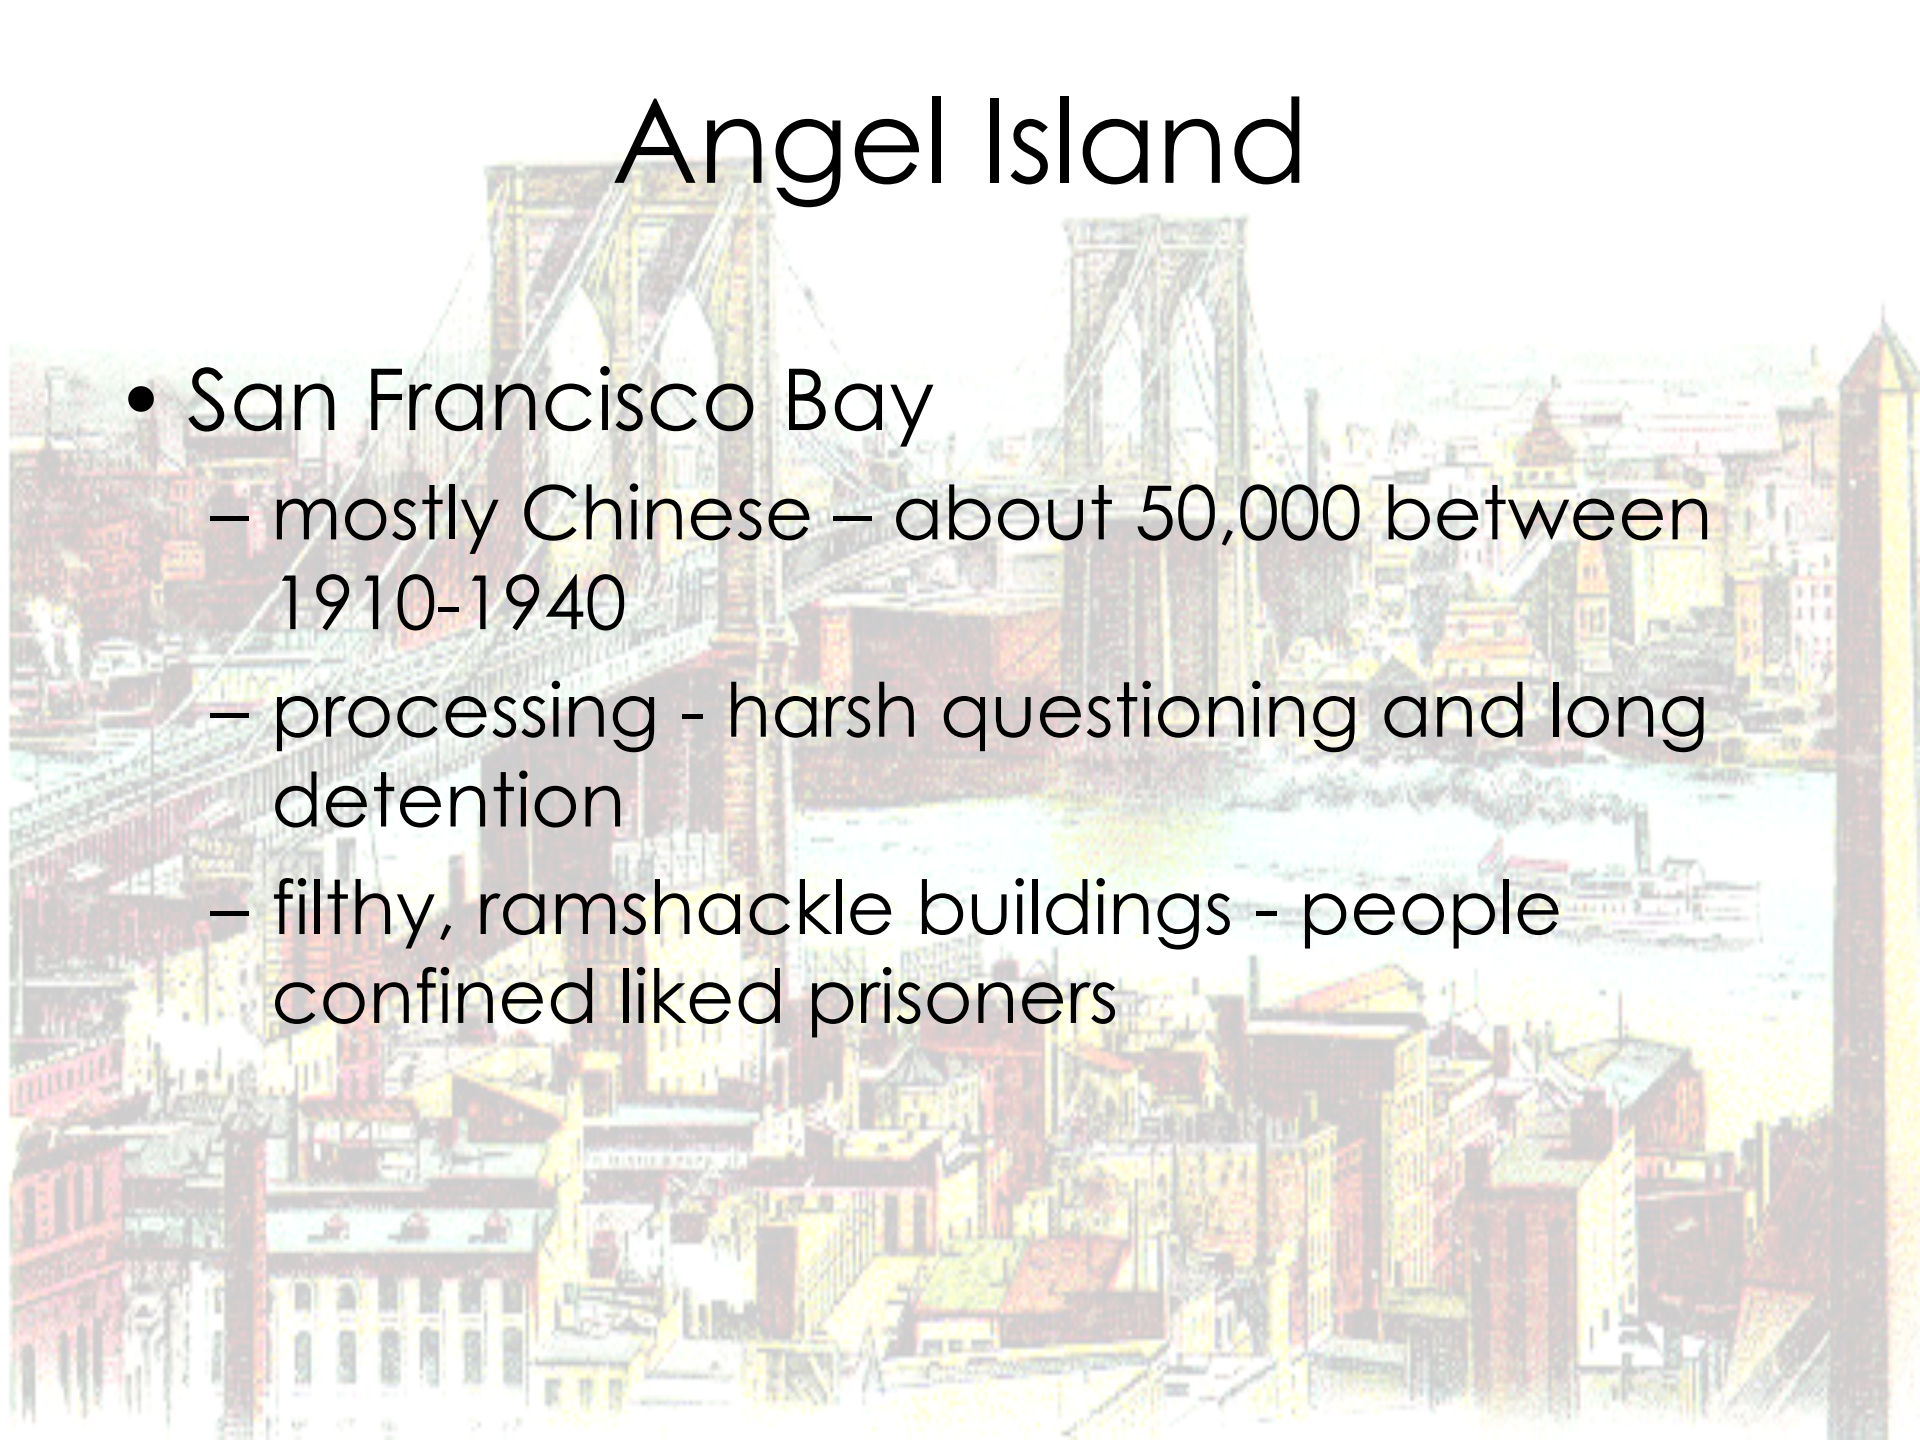 Angel Island
• San Francisco Bay
– mostly Chinese – about 50,000 between
1910-1940
– processing - harsh questioning and long
detention
– filthy, ramshackle buildings - people
confined liked prisoners